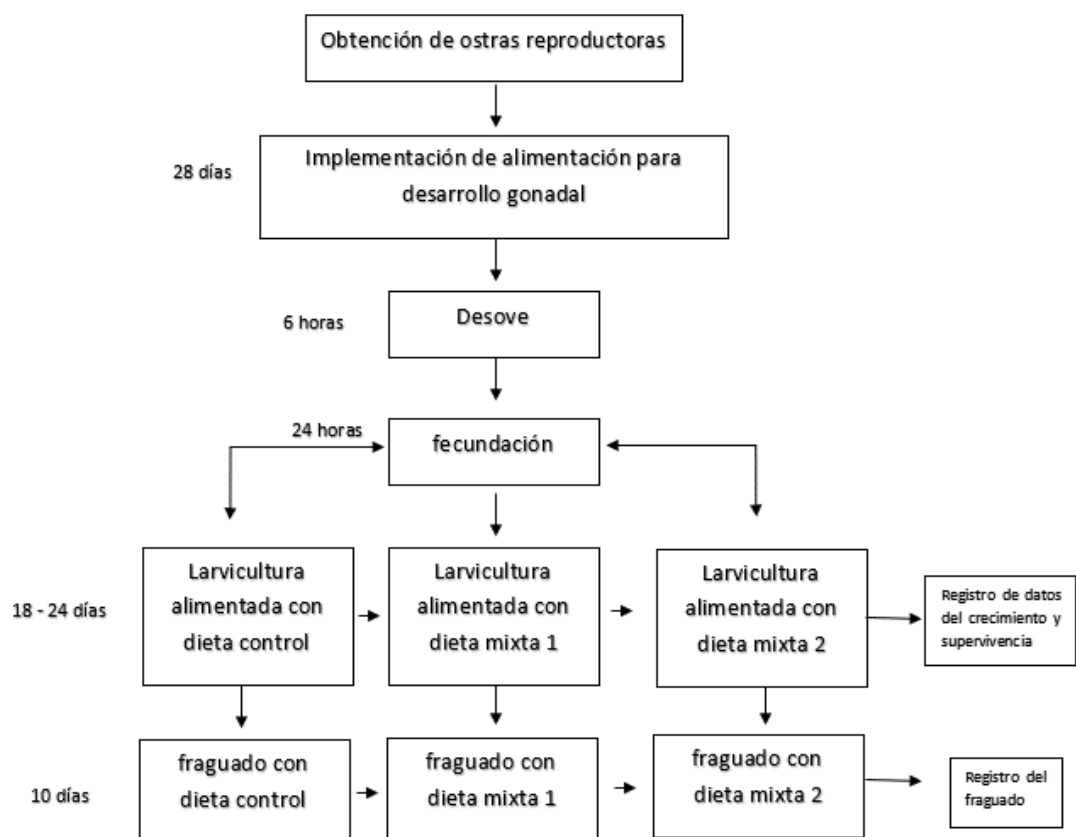 Obtención de ostras reproductoras
28 días
Implementación de alimentación para
desarrollo gonadal
6 horas
Desove
24 horas
fecundación
18 - 24 días
Larvicultura
alimentada con
dieta control
Larvicultura
alimentada con
dieta mixta 1
Larvicultura
alimentada con
dieta mixta 2
Registro de datos
del crecimiento y
supervivencia
10 días
fraguado con
dieta control
fraguado con
dieta mixta 1
fraguado con
dieta mixta 2
Registro del
fraguado